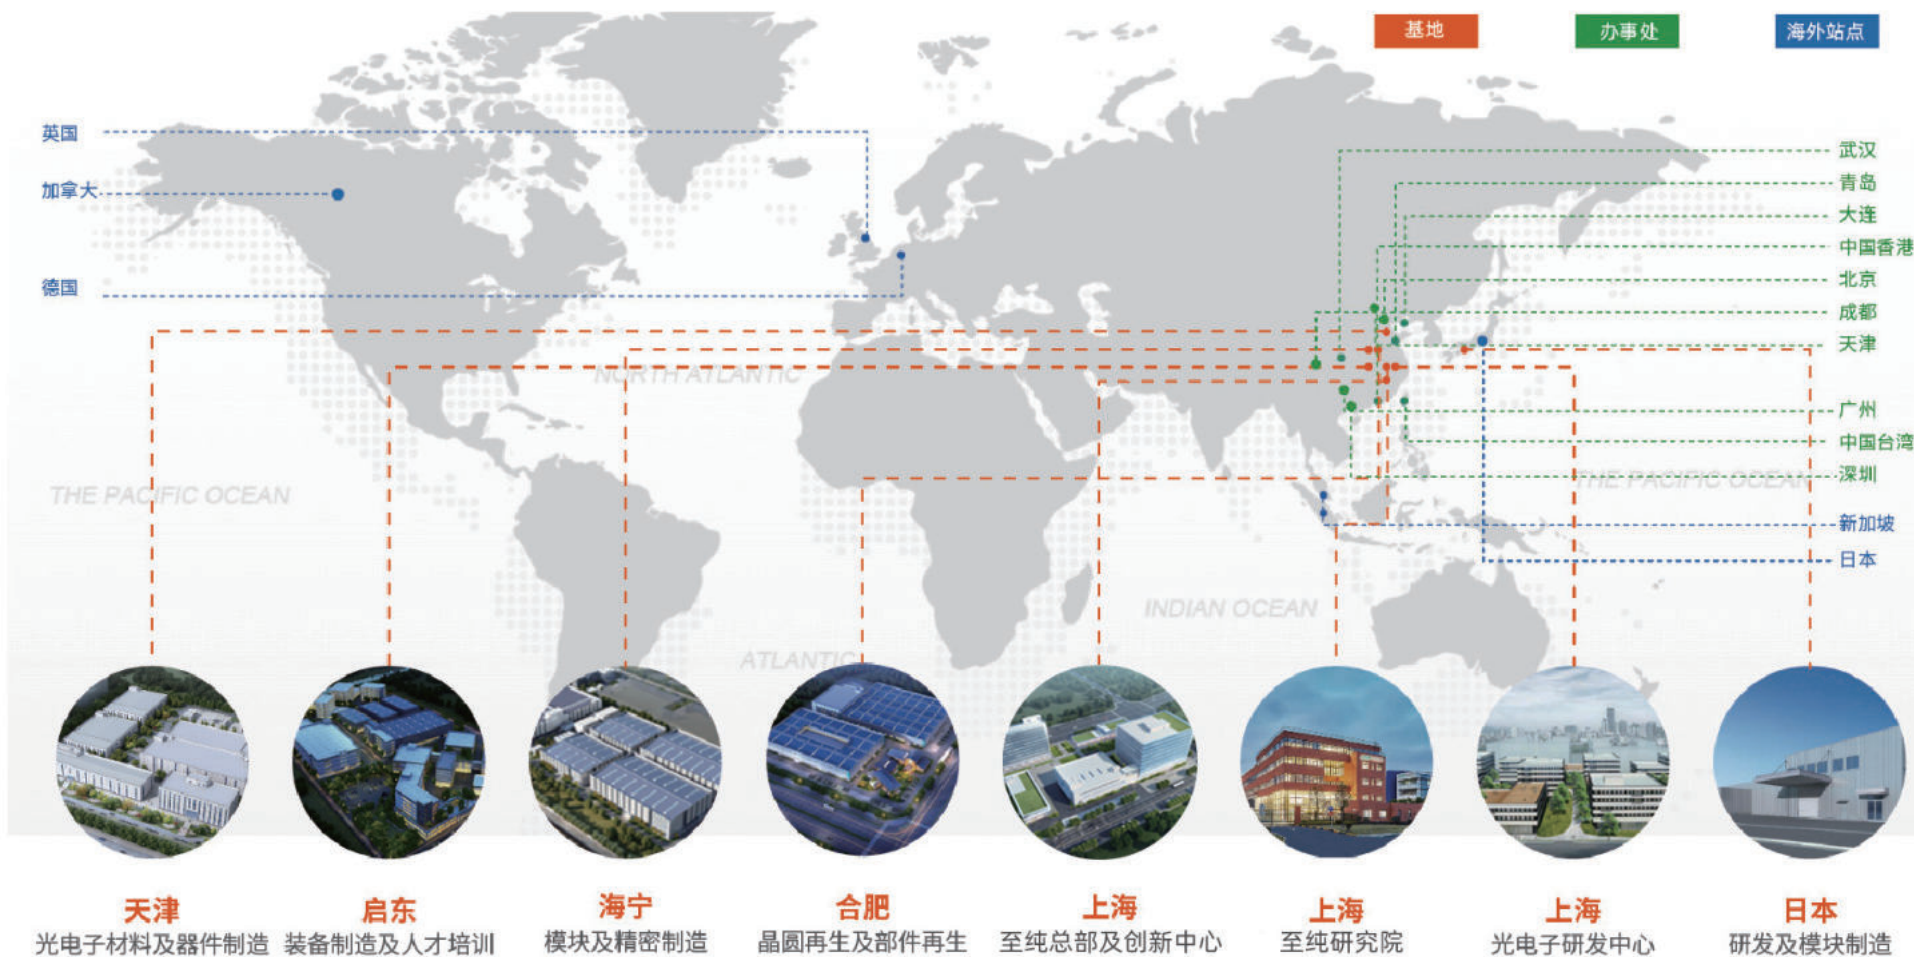 基地
办事处
海外站点
英国
加拿大
德国
武汉
青岛
大连
中国香港
北京
成都
天津
广州
中国台湾
深圳
新加坡
日本
NORTH ATLANTIC
THE PACIFIC OCEAN
THE PACIFIC OCEAN
INDIAN OCEAN
ATLANTIC
天津
光电子材料及器件制造
启东
装备制造及人才培训
海宁
模块及精密制造
合肥
晶圆再生及部件再生
上海
至纯总部及创新中心
上海
至纯研究院
上海
光电子研发中心
日本
研发及模块制造